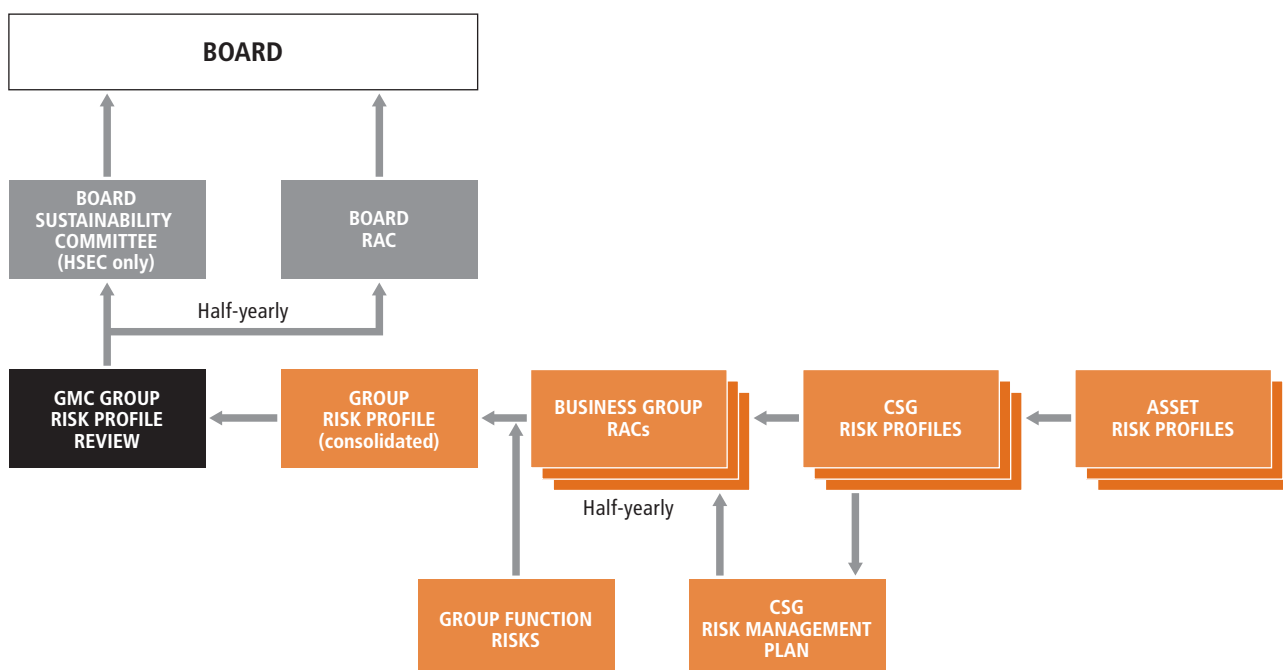 BOARD
BOARD
SUSTAINABILITY
COMMITTEE
(HSEC only)
BOARD
RAC
Half-yearly
GMC GROUP
RISK PROFILE
REVIEW
GROUP
RISK PROFILE
(consolidated)
BUSINESS GROUP
RACs
CSG
RISK PROFILES
ASSET
RISK PROFILES
Half-yearly
GROUP FUNCTION
RISKS
CSG
RISK MANAGEMENT
PLAN